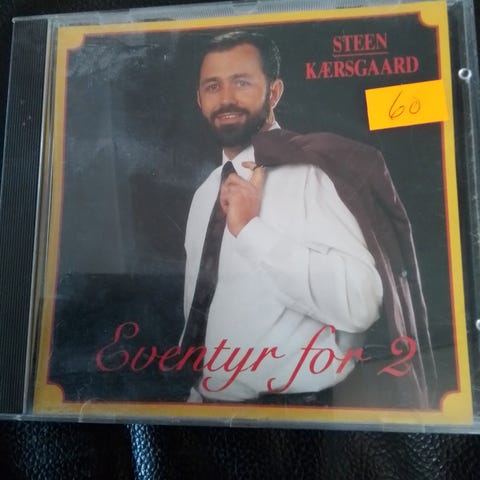 STEEN
KÆRSGAARD
60
Eventyr for 2